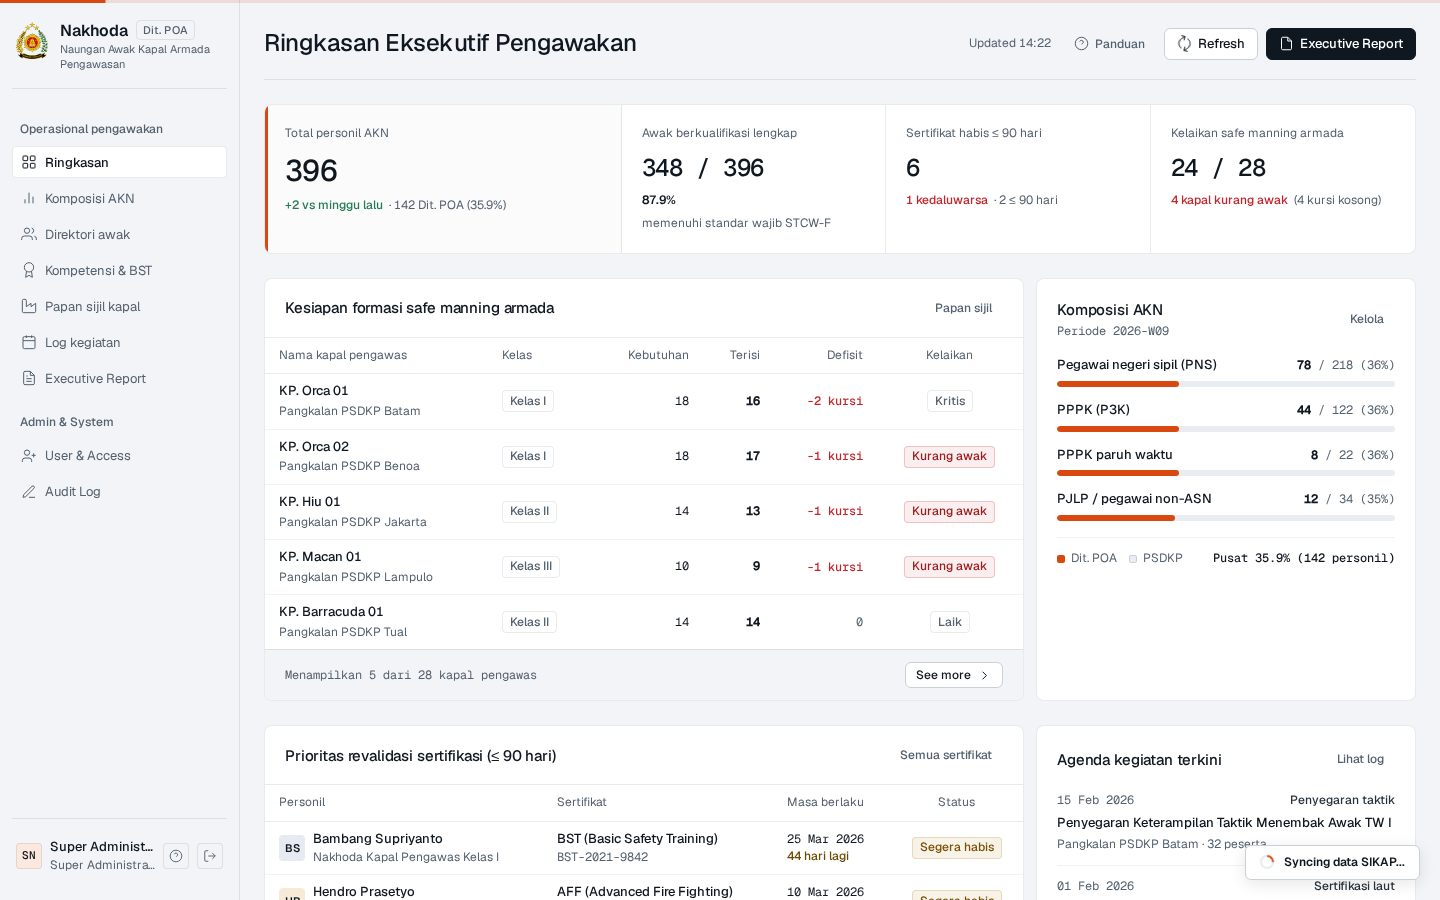 Nakhoda
Dit. POA
Naungan Awak Kapal Armada
Pengawasan
Operasional pengawakan
Ringkasan
Komposisi AKN
Direktori awak
Kompetensi & BST
Papan sijil kapal
Log kegiatan
Executive Report
Admin & System
User & Access
Audit Log
SN
Super Administ...
Super Administra...
Ringkasan Eksekutif Pengawakan
Updated 14:22
Panduan
Refresh
Executive Report
Total personil AKN
396
+2 vs minggu lalu · 142 Dit. POA (35.9%)
Awak berkualifikasi lengkap
348 / 396
87.9%
memenuhi standar wajib STCW-F
Sertifikat habis ≤ 90 hari
6
1 kedaluwarsa · 2 ≤ 90 hari
Kelaikan safe manning armada
24 / 28
4 kapal kurang awak (4 kursi kosong)
Kesiapan formasi safe manning armada
Papan sijil
Nama kapal pengawas Kelas Kebutuhan Terisi Defisit Kelaikan
KP. Orca 01
Pangkalan PSDKP Batam
Kelas I 18 16 -2 kursi Kritis
KP. Orca 02
Pangkalan PSDKP Benoa
Kelas I 18 17 -1 kursi Kurang awak
KP. Hiu 01
Pangkalan PSDKP Jakarta
Kelas II 14 13 -1 kursi Kurang awak
KP. Macan 01
Pangkalan PSDKP Lampulo
Kelas III 10 9 -1 kursi Kurang awak
KP. Barracuda 01
Pangkalan PSDKP Tual
Kelas II 14 14 0 Laik
Menampilkan 5 dari 28 kapal pengawas
See more
Komposisi AKN
Periode 2026-W09
Kelola
Pegawai negeri sipil (PNS) 78 / 218 (36%)
PPPK (P3K) 44 / 122 (36%)
PPPK paruh waktu 8 / 22 (36%)
PJLP / pegawai non-ASN 12 / 34 (35%)
Dit. POA PSDKP Pusat 35.9% (142 personil)
Prioritas revalidasi sertifikasi (≤ 90 hari)
Semua sertifikat
Personil Sertifikat Masa berlaku Status
BS
Bambang Supriyanto
Nakhoda Kapal Pengawas Kelas I
BST (Basic Safety Training)
BST-2021-9842
25 Mar 2026
44 hari lagi
Segera habis
Hendro Prasetyo
AFF (Advanced Fire Fighting)
10 Mar 2026
Segera habis
Agenda kegiatan terkini
Lihat log
15 Feb 2026 Penyegaran taktik
Penyegaran Keterampilan Taktik Menembak Awak TW I
Pangkalan PSDKP Batam · 32 peserta
01 Feb 2026 Sertifikasi laut
Syncing data SIKAP...